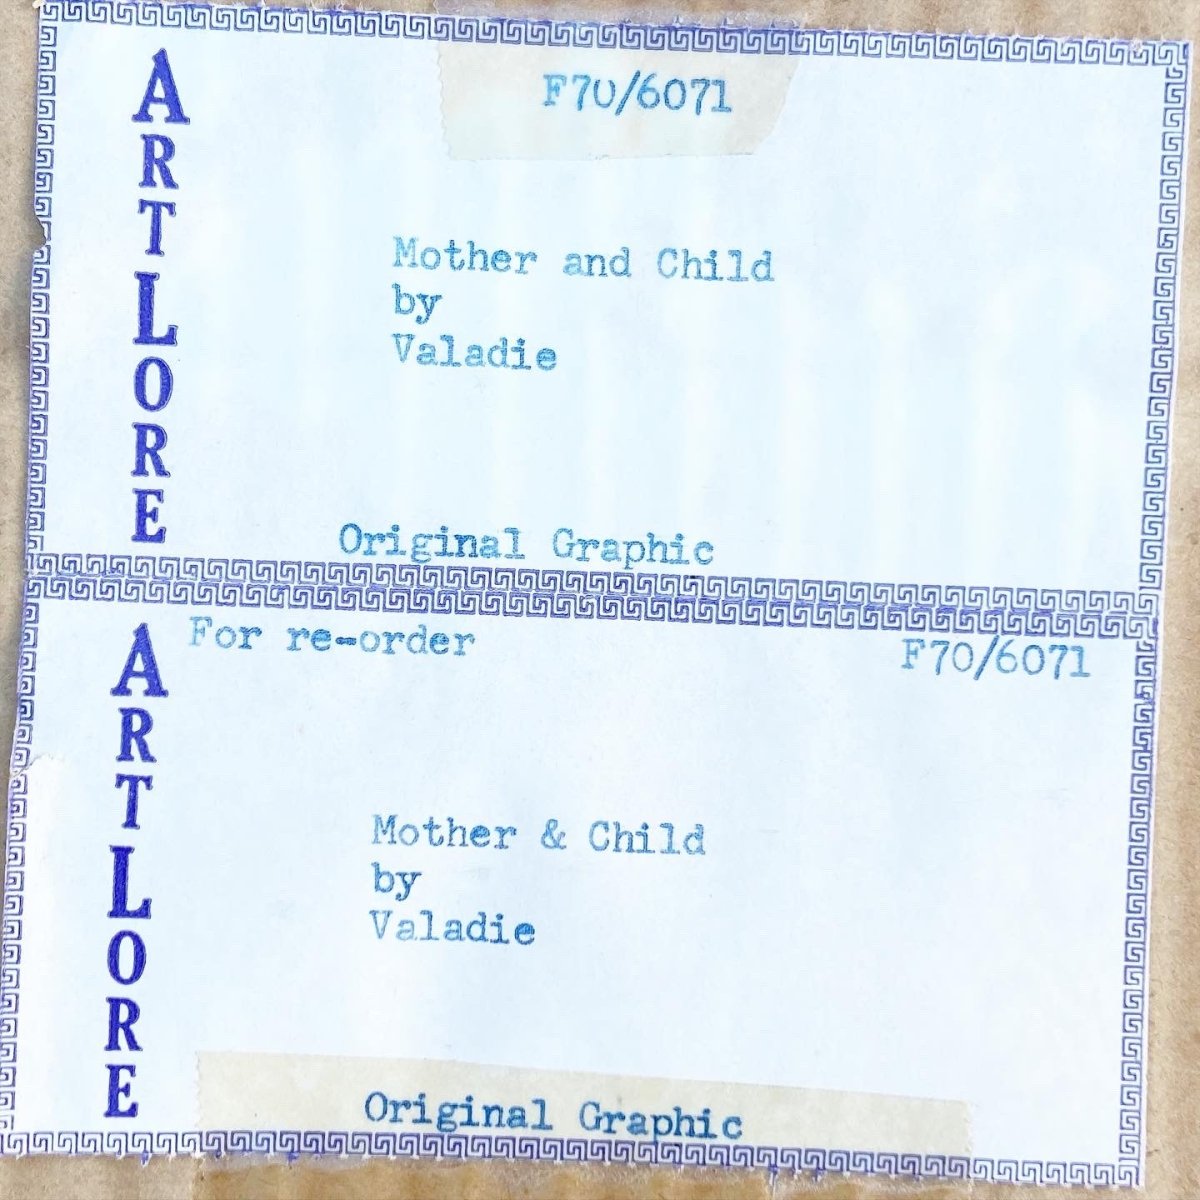 ARTLORE
F70/6071
Mother and Child
by
Valadie
Original Graphic
ARTLORE
For re-order
F70/6071
Mother & Child
by
Valadie
Original Graphic